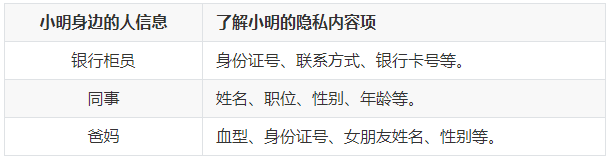 小明身边的人信息 了解小明的隐私内容项
银行柜员 身份证号、联系方式、银行卡号等。
同事 姓名、职位、性别、年龄等。
爸妈 血型、身份证号、女朋友姓名、性别等。